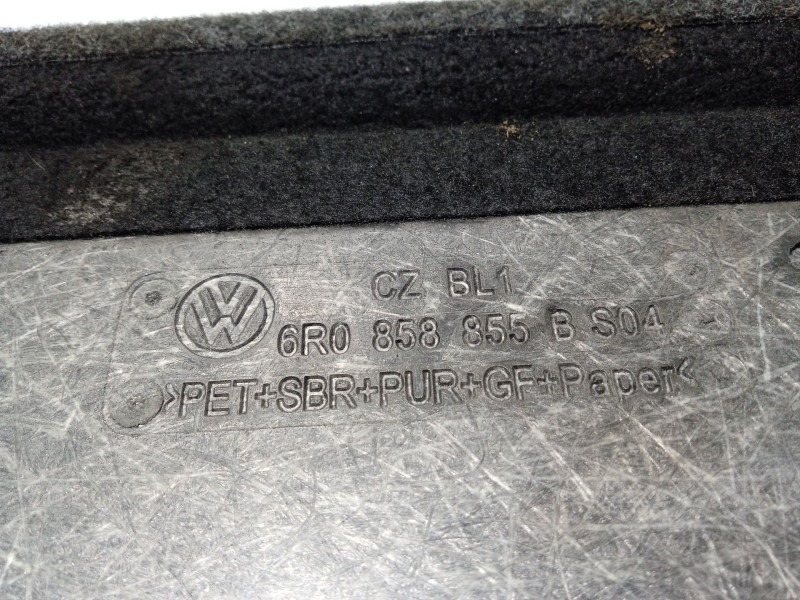 CZ BL1
6R0 858 855 B S04 -
>PET+SBR+PUR+GF+Paper<